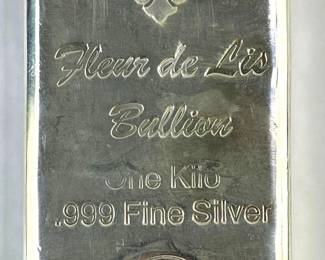 Fleur de Lis
Bullion
One Kilo
.999 Fine Silver